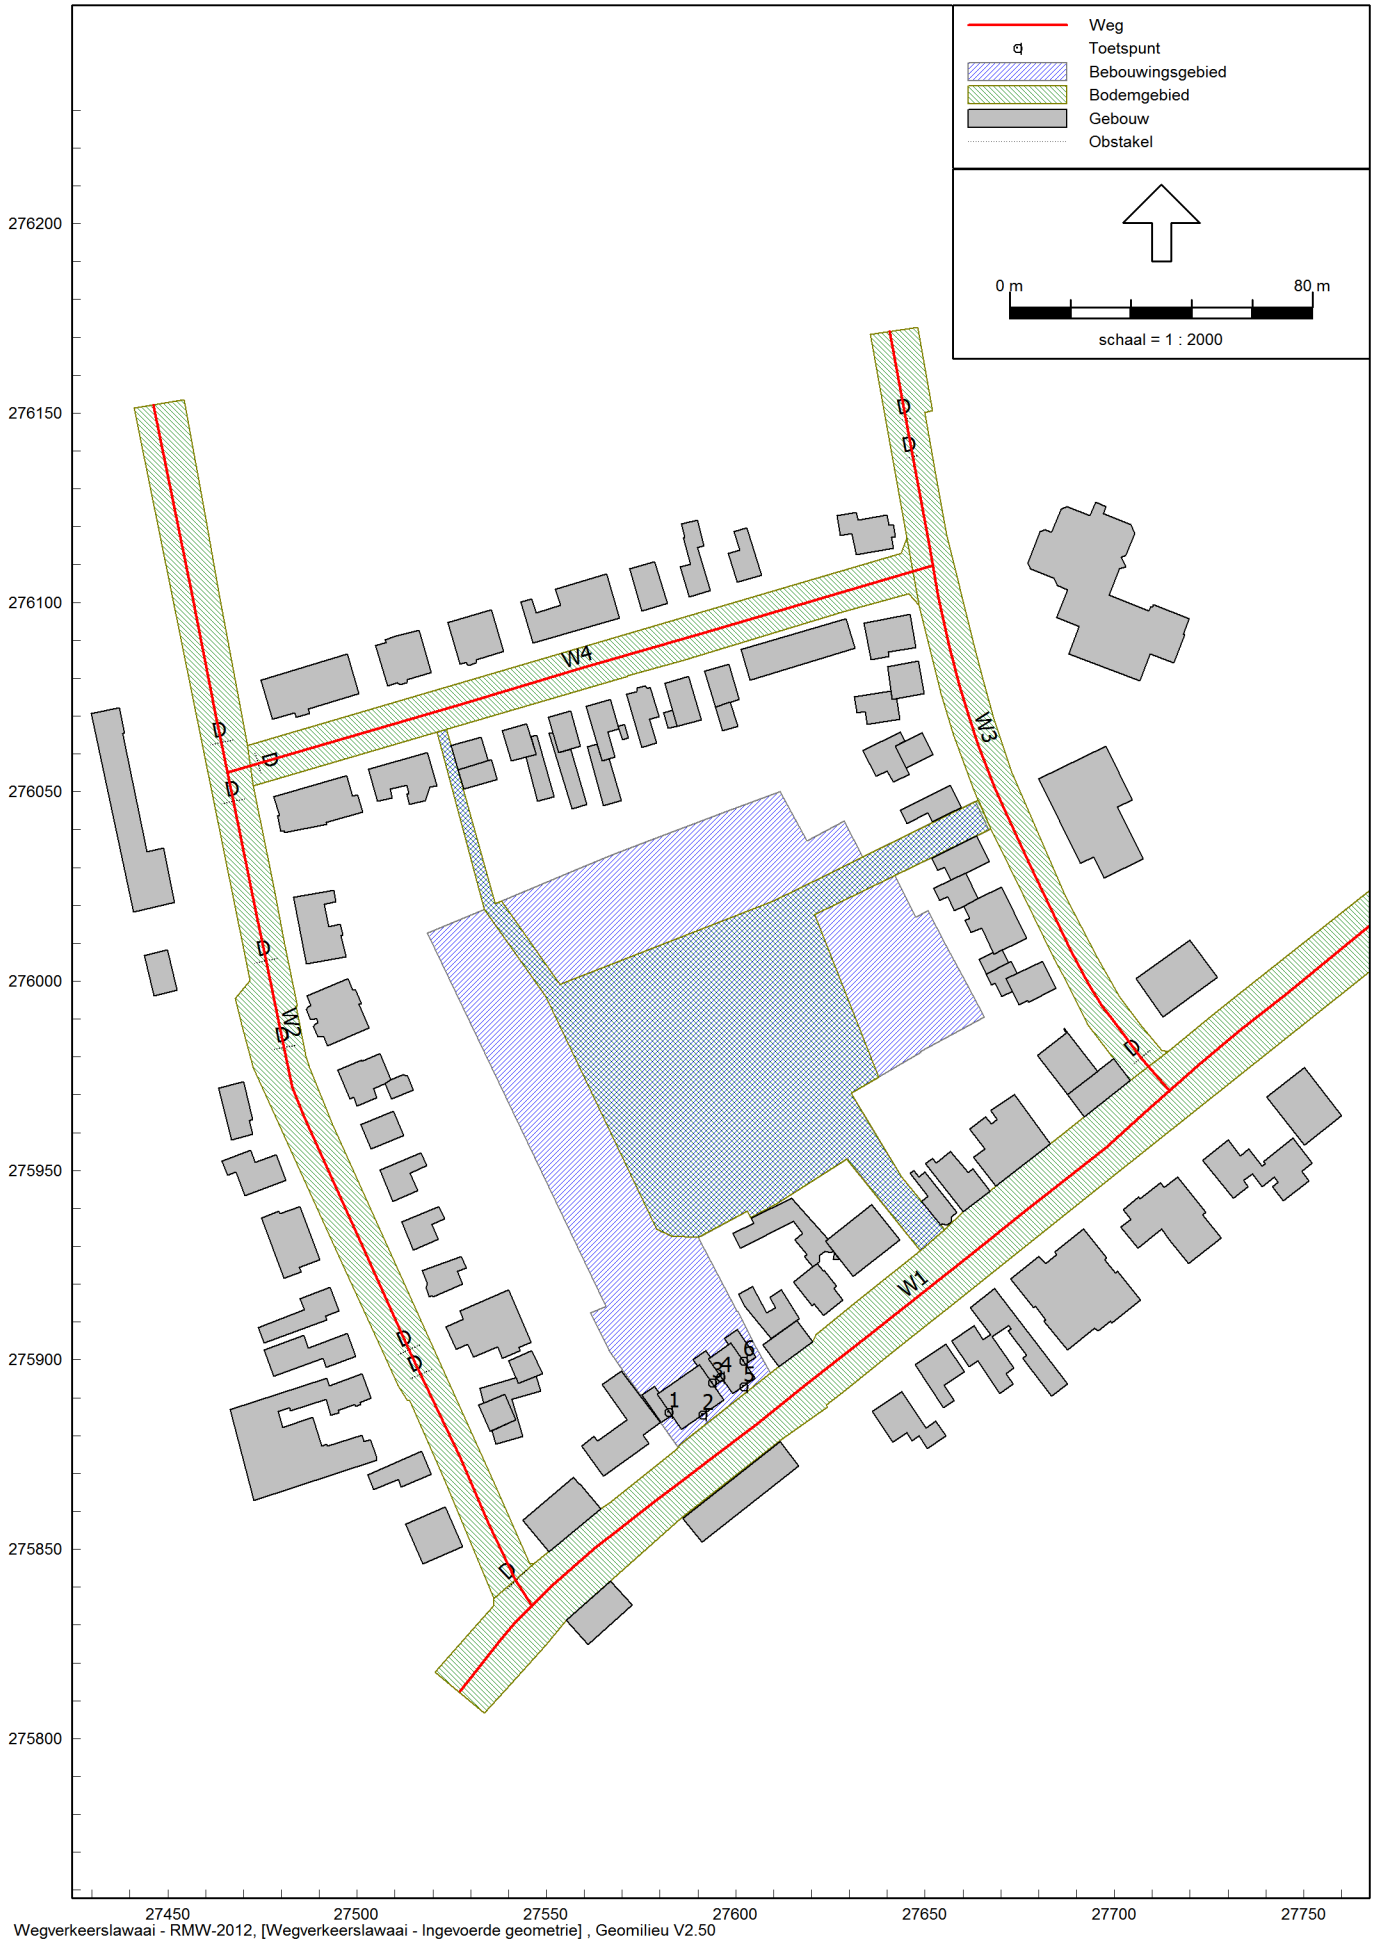 Weg
Toetspunt
Bebouwingsgebied
Bodemgebied
Gebouw
Obstakel
0 m 80 m
schaal = 1 : 2000
276200
276150
276100
276050
276000
275950
275900
275850
275800
D
D
W4
W3
D
D
D
D
W2
D
D
W1
D
D
6
3
4
5
1
2
D
27450 27500 27550 27600 27650 27700 27750
Wegverkeerslawaai - RMW-2012, [Wegverkeerslawaai - Ingevoerde geometrie] , Geomilieu V2.50